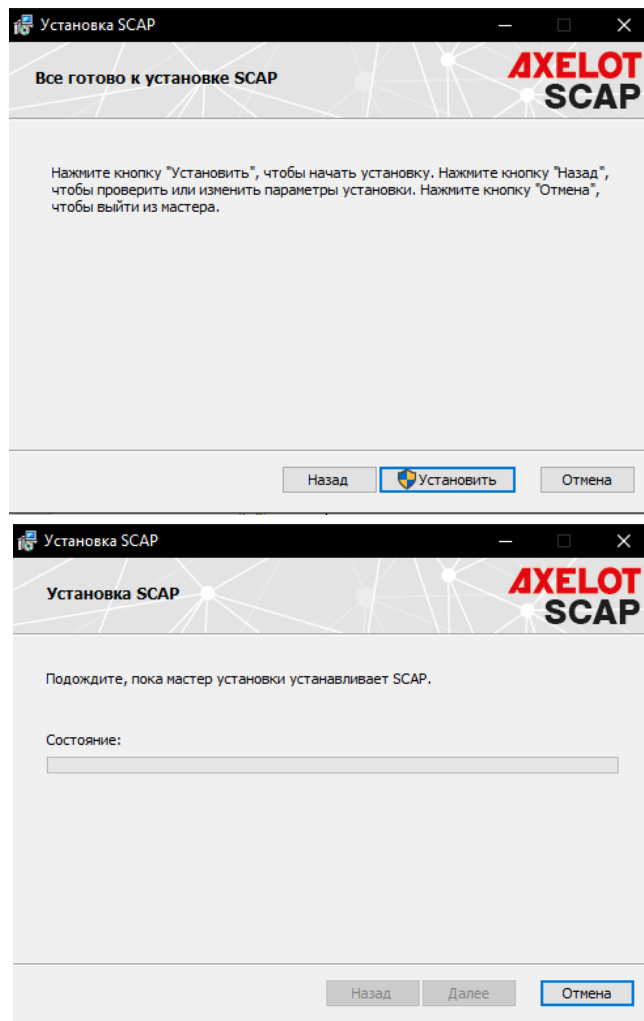 Установка SCAP
Все готово к установке SCAP
AXELOT
SCAP
Нажмите кнопку "Установить", чтобы начать установку. Нажмите кнопку "Назад",
чтобы проверить или изменить параметры установки. Нажмите кнопку "Отмена",
чтобы выйти из мастера.
Назад
Установить
Отмена
Установка SCAP
Установка SCAP
AXELOT
SCAP
Подождите, пока мастер установки устанавливает SCAP.
Состояние:
Назад
Далее
Отмена